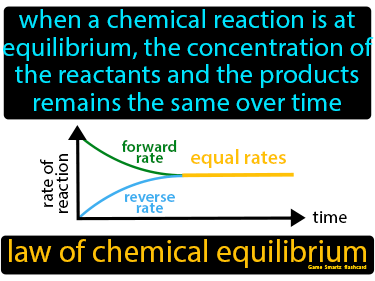 when a chemical reaction is at
equilibrium, the concentration of
the reactants and the products
remains the same over time
rate of
reaction
forward
rate
equal rates
reverse
rate
time
law of chemical equilibrium
Game Smartz flashcard